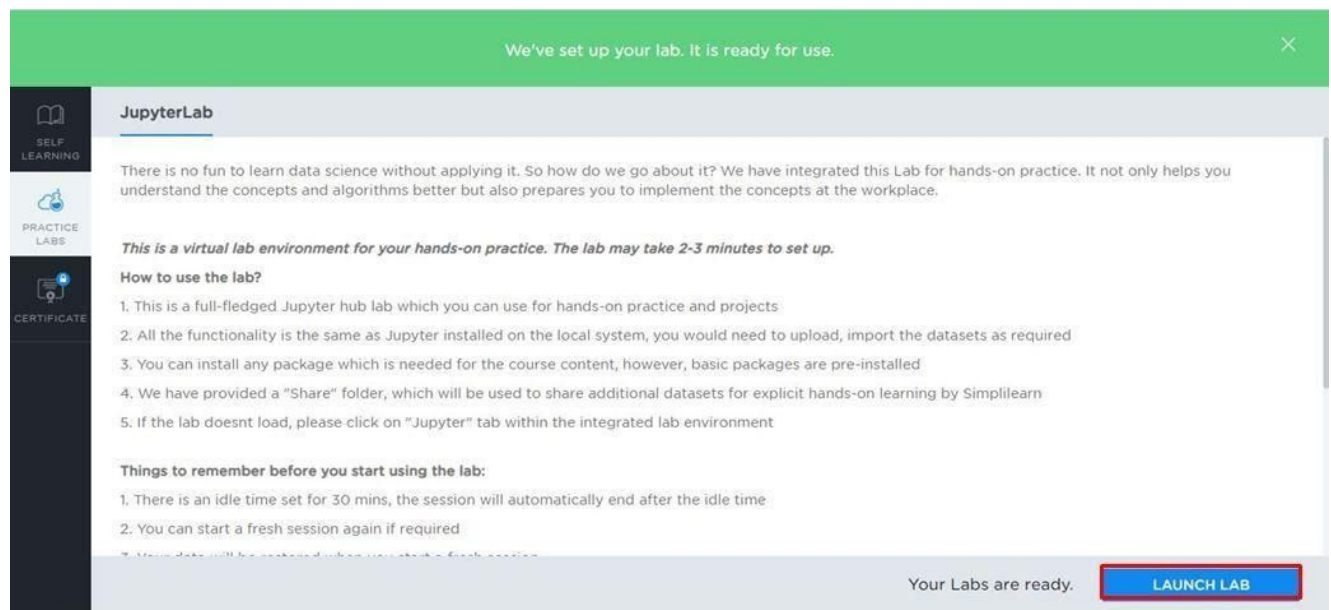 We've set up your lab. It is ready for use.
SELF
LEARNING
PRACTICE
LABS
CERTIFICATE
JupyterLab
There is no fun to learn data science without applying it. So how do we go about it? We have integrated this Lab for hands-on practice. It not only helps you
understand the concepts and algorithms better but also prepares you to implement the concepts at the workplace.
This is a virtual lab environment for your hands-on practice. The lab may take 2-3 minutes to set up.
How to use the lab?
1. This is a full-fledged Jupyter hub lab which you can use for hands-on practice and projects
2. All the functionality is the same as Jupyter installed on the local system, you would need to upload, import the datasets as required
3. You can install any package which is needed for the course content, however, basic packages are pre-installed
4. We have provided a "Share" folder, which will be used to share additional datasets for explicit hands-on learning by Simplilearn
5. If the lab doesnt load, please click on "Jupyter" tab within the integrated lab environment
Things to remember before you start using the lab:
1. There is an idle time set for 30 mins, the session will automatically end after the idle time
2. You can start a fresh session again if required
3. Your data will be restored when you start a fresh session
Your Labs are ready.
LAUNCH LAB